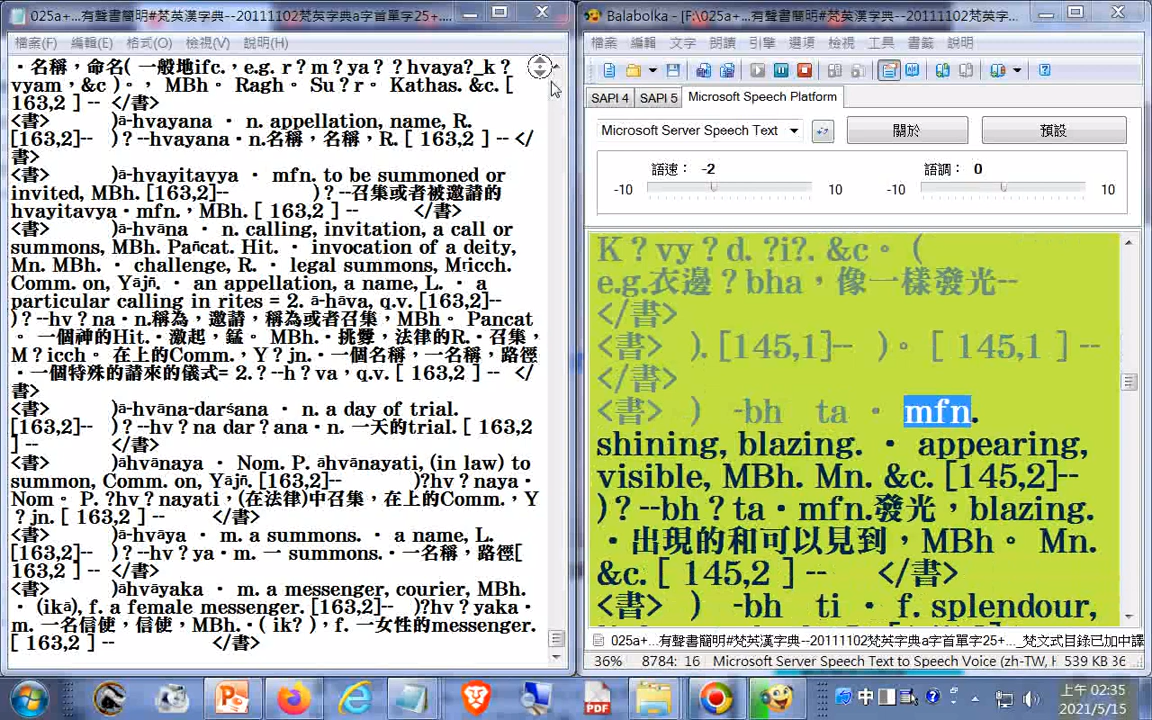 025a+...有聲書簡明#梵英漢字典--20111102梵英字典a字首單字25+...
檔案(F) 編輯(E) 格式(O) 檢視(V) 說明(H)
・名稱，命名( 一般地ifc.，e.g. r？m？ya？？hvaya?_k？
vyam，&c )。， MBh。Ragh。Su？r。Kathas. &c. [
163,2 ] -- </書>
<書> )ā-hvayana ・ n. appellation, name, R.
[163,2]-- )？--hvayana・n.名稱，名稱，R. [ 163,2 ] -- </
書>
<書> )ā-hvayitavya ・ mfn. to be summoned or
invited, MBh. [163,2]-- )？--召集或者被邀請的
hvayitavya・mfn.，MBh. [ 163,2 ] -- </書>
<書> )ā-hvāna ・ n. calling, invitation, a call or
summons, MBh. Pañcat. Hit. ・ invocation of a deity,
Mn. MBh. ・ challenge, R. ・ legal summons, Mṛicch.
Comm. on, Yājñ. ・ an appellation, a name, L. ・ a
particular calling in rites = 2. ā-hāva, q.v. [163,2]--
)？--hv？na・n.稱為，邀請，稱為或者召集，MBh。Pancat
。一個神的Hit.・激起，錳。 MBh.・挑釁，法律的R.・召集，
M？icch。 在上的Comm.，Y？jn.・一個名稱，一名稱，路徑
・一個特殊的請來的儀式= 2.？--h？va，q.v. [ 163,2 ] -- </
書>
<書> )ā-hvāna-darśana ・ n. a day of trial.
[163,2]-- )？--hv？na dar？ana・n. 一天的trial. [ 163,2
] -- </書>
<書> )āhvānaya ・ Nom. P. āhvānayati, (in law) to
summon, Comm. on, Yājñ. [163,2]-- )?hv？naya・
Nom。 P. ?hv？nayati，(在法律)中召集，在上的Comm.，Y
？jn. [ 163,2 ] -- </書>
<書> )ā-hvāya ・ m. a summons. ・ a name, L.
[163,2]-- )？--hv？ya・m. 一 summons.・一名稱，路徑[
163,2 ] -- </書>
<書> )āhvāyaka ・ m. a messenger, courier, MBh.
・ (ikā), f. a female messenger. [163,2]-- )?hv？yaka・
m. 一名信使，信使，MBh.・( ik？)，f. 一女性的messenger.
[ 163,2 ] -- </書>
Balabolka - [F:\025a+...有聲書簡明#梵英漢字典--20111102梵英字...
檔案 編輯 文字 朗讀 引擎 選項 檢視 工具 書籤 說明
SAPI 4 SAPI 5 Microsoft Speech Platform
Microsoft Server Speech Text 關於 預設
語速： -2 語調： 0
-10 10 -10 10
K？vy？d. ?i?. &c。(
e.g.衣邊？bha，像一樣發光--
</書>
<書> ). [145,1]-- )。[ 145,1 ] --
</書>
<書> ) -bh ta ・ mfn.
shining, blazing. ・ appearing,
visible, MBh. Mn. &c. [145,2]--
)？--bh？ta・mfn.發光，blazing.
・出現的和可以見到，MBh。 Mn.
&c. [ 145,2 ] -- </書>
<書> ) -bh ti ・ f. splendour,
025a+...有聲書簡明#梵英漢字典--20111102梵英字典a字首單字25+..._梵文式目錄已加中譯
36% 8784: 16 Microsoft Server Speech Text to Speech Voice (zh-TW, H 539 KB 36
PDF
中
上午 02:35
2021/5/15